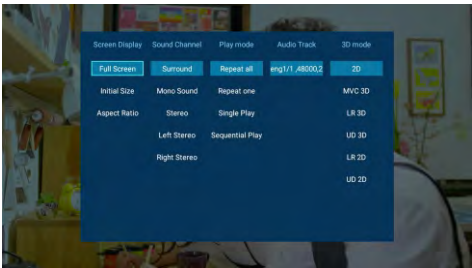 Screen Display Sound Channel Play mode Audio Track 3D mode
Full Screen Surround Repeat all eng1/1 ,48000,2 2D
Initial Size Mono Sound Repeat one MVC 3D
Aspect Ratio Stereo Single Play LR 3D
Left Stereo Sequential Play UD 3D
Right Stereo LR 2D
UD 2D